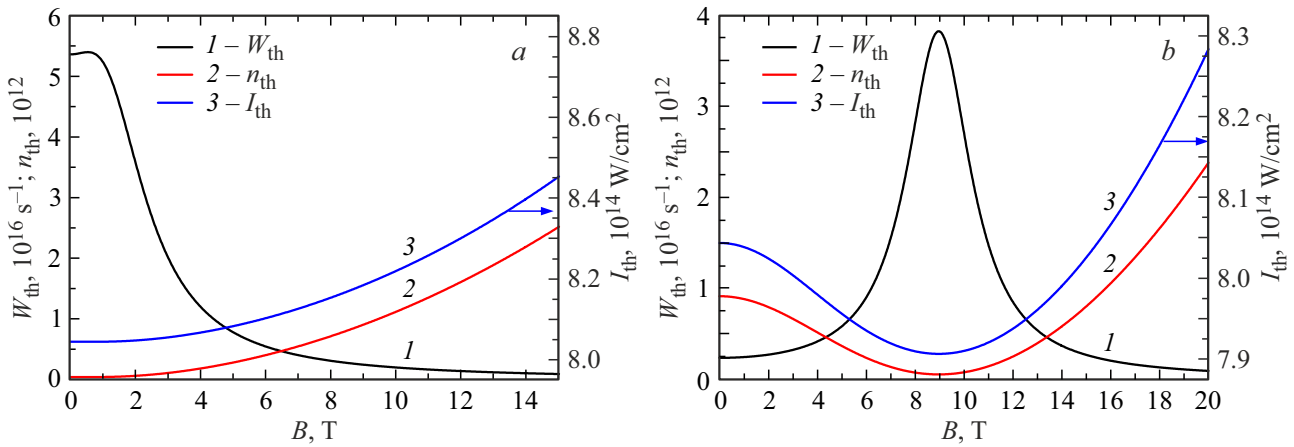 a
1 – W_th
2 – n_th
3 – I_th
W_th, 10^16 s^−1; n_th, 10^12
6
5
4
3
2
1
0
8.8
8.6
8.4
8.2
8.0
I_th, 10^14 W/cm^2
3
2
1
0 2 4 6 8 10 12 14
B, T
b
1 – W_th
2 – n_th
3 – I_th
W_th, 10^16 s^−1; n_th, 10^12
4
3
2
1
0
8.3
8.2
8.1
8.0
7.9
I_th, 10^14 W/cm^2
3
2
1
0 2 4 6 8 10 12 14 16 18 20
B, T